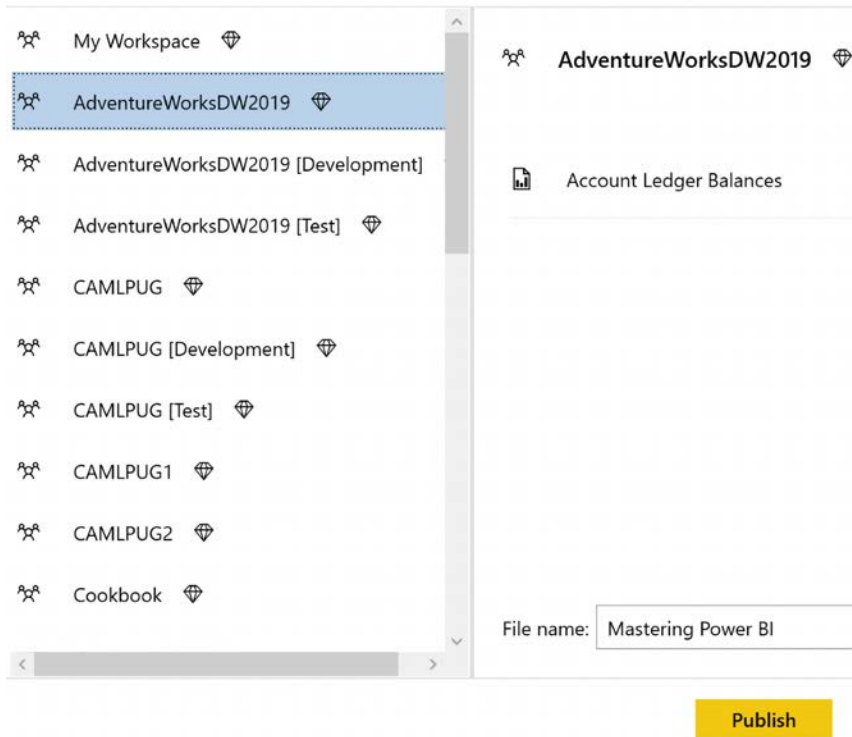 My Workspace
AdventureWorksDW2019
AdventureWorksDW2019 [Development]
AdventureWorksDW2019 [Test]
CAMLPUG
CAMLPUG [Development]
CAMLPUG [Test]
CAMLPUG1
CAMLPUG2
Cookbook
AdventureWorksDW2019
Account Ledger Balances
File name: Mastering Power BI
Publish